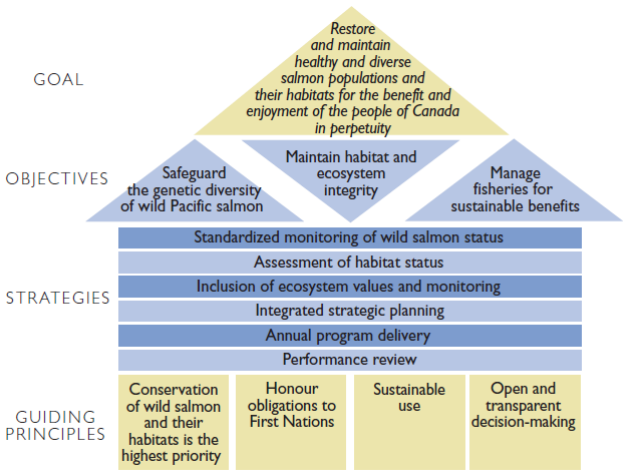 GOAL
Restore
and maintain
healthy and diverse
salmon populations and
their habitats for the benefit and
enjoyment of the people of Canada
in perpetuity
OBJECTIVES
Safeguard
the genetic diversity
of wild Pacific salmon
Maintain habitat and
ecosystem
integrity
Manage
fisheries for
sustainable benefits
STRATEGIES
Standardized monitoring of wild salmon status
Assessment of habitat status
Inclusion of ecosystem values and monitoring
Integrated strategic planning
Annual program delivery
Performance review
GUIDING
PRINCIPLES
Conservation
of wild salmon
and their
habitats is the
highest priority
Honour
obligations to
First Nations
Sustainable
use
Open and
transparent
decision-making